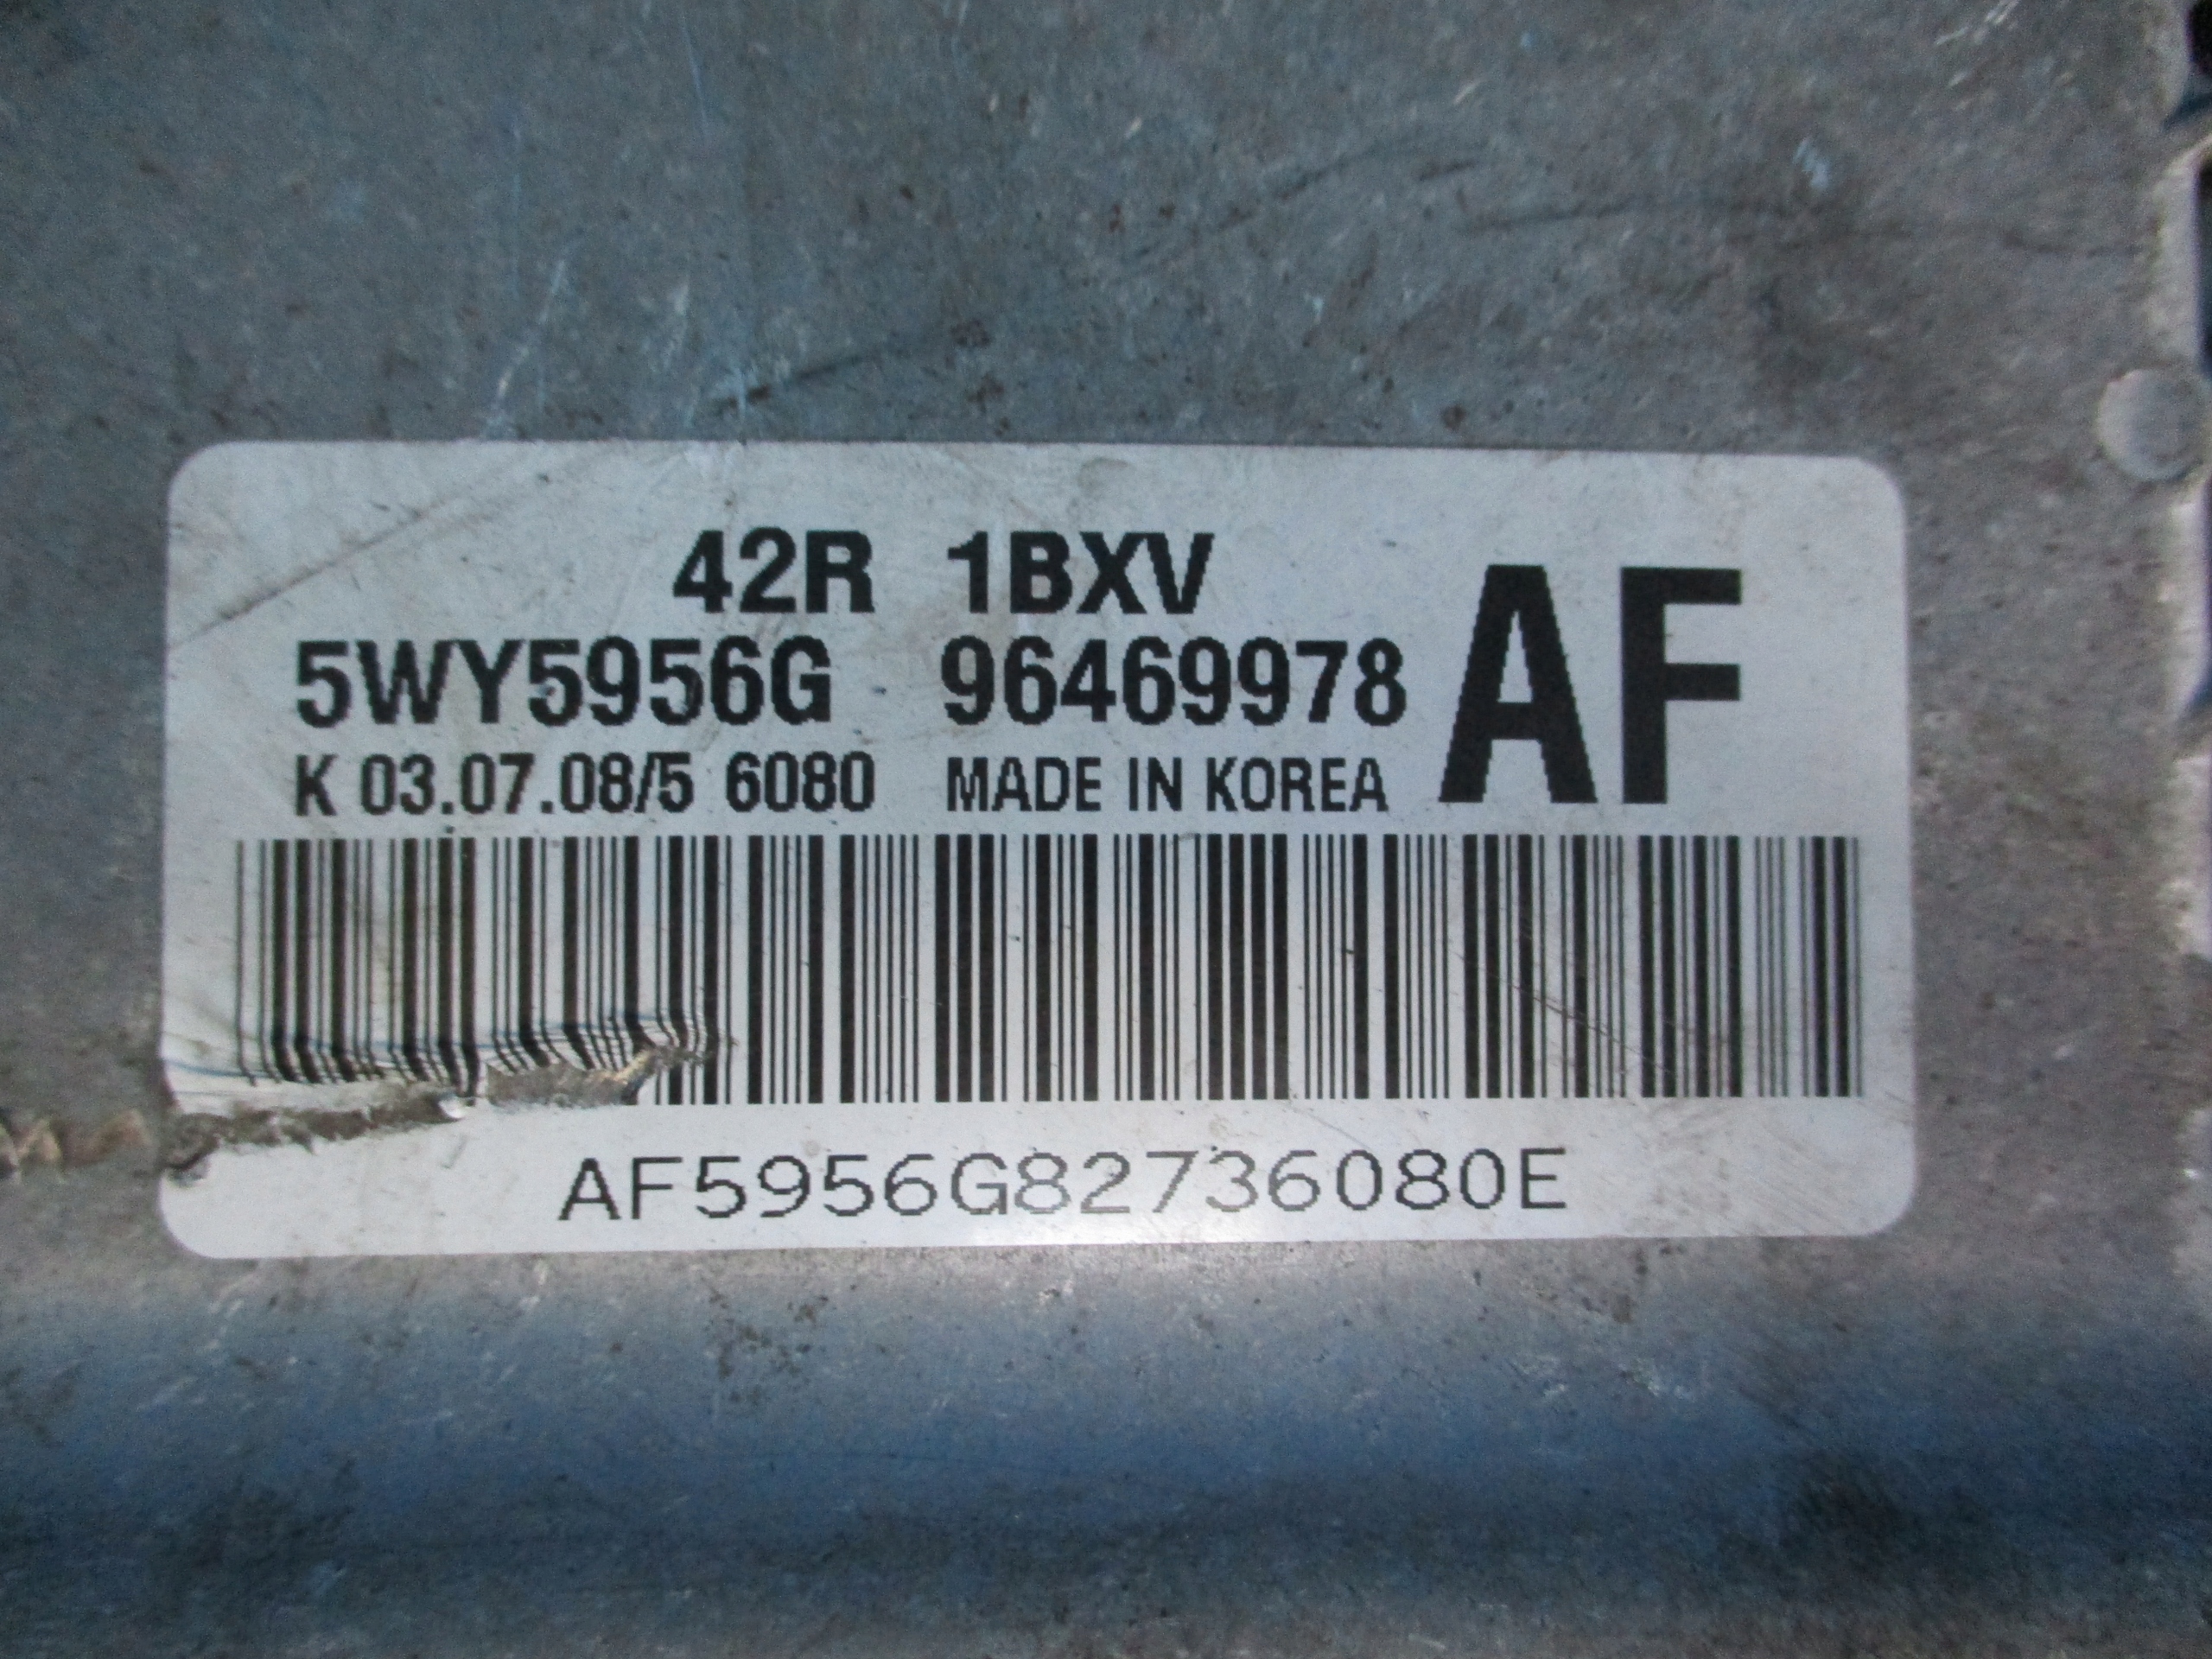 42R 1BXV
5WY5956G 96469978 AF
K 03.07.08/5 6080 MADE IN KOREA
AF5956G82736080E